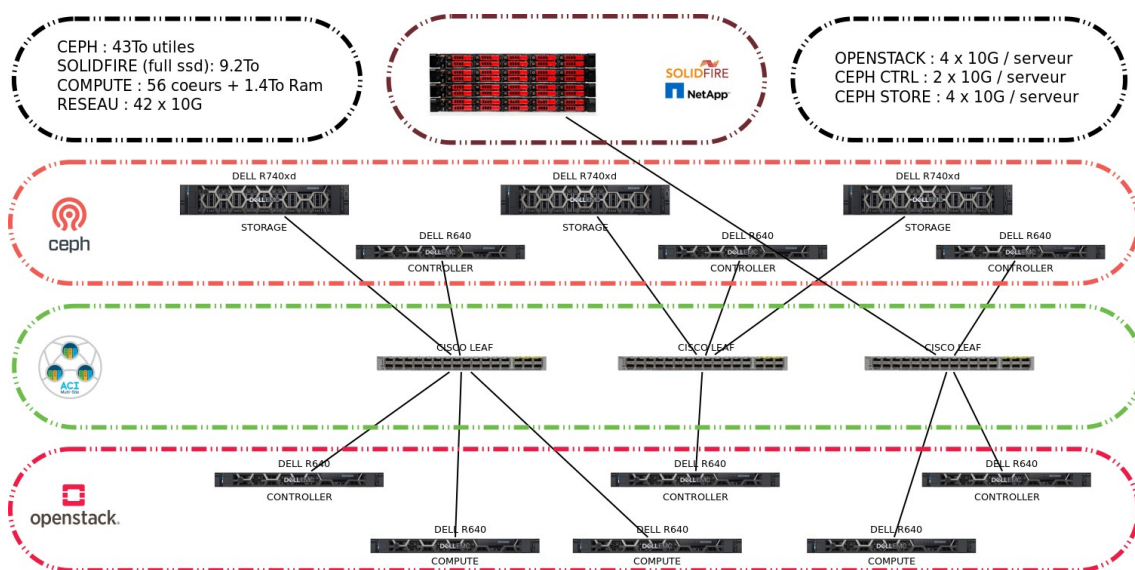 CEPH : 43To utiles
SOLIDFIRE (full ssd): 9.2To
COMPUTE : 56 coeurs + 1.4To Ram
RESEAU : 42 x 10G
SOLIDFIRE
NetApp
OPENSTACK : 4 x 10G / serveur
CEPH CTRL : 2 x 10G / serveur
CEPH STORE : 4 x 10G / serveur
DELL R740xd
DELL R740xd
DELL R740xd
STORAGE
STORAGE
STORAGE
ceph
DELL R640
DELL R640
DELL R640
CONTROLLER
CONTROLLER
CONTROLLER
CISCO LEAF
CISCO LEAF
CISCO LEAF
ACI
Multi-Site
DELL R640
DELL R640
DELL R640
CONTROLLER
CONTROLLER
CONTROLLER
openstack.
DELL R640
DELL R640
DELL R640
COMPUTE
COMPUTE
COMPUTE